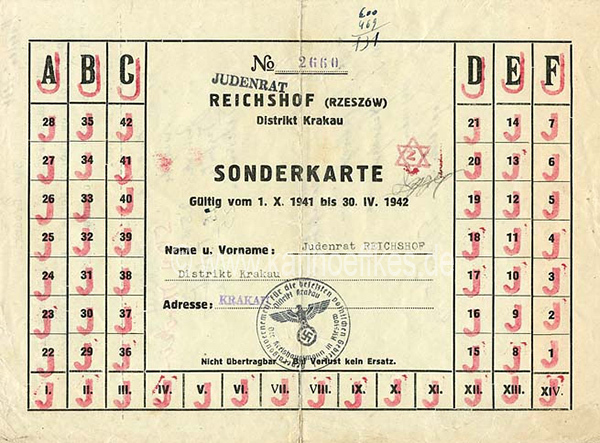 600
469
No 2660
JUDENRAT
REICHSHOF (RZESZÓW)
Distrikt Krakau
SONDERKARTE
Gültig vom 1. X. 1941 bis 30. IV. 1942
Name u. Vorname: Judenrat REICHSHOF
Distrikt Krakau
Adresse: KRAKAU
Nicht übertragbar Bei Verlust kein Ersatz.
A B C
28 35 42
27 34 41
26 33 40
25 32 39
24 31 38
23 30 37
22 29 36
D E F
21 14 7
20 13 6
19 12 5
18 11 4
17 10 3
16 9 2
15 8 1
I. II. III. IV. V. VI. VII. VIII. IX. X. XI. XII. XIII. XIV.
J
2
Distrikt Krakau